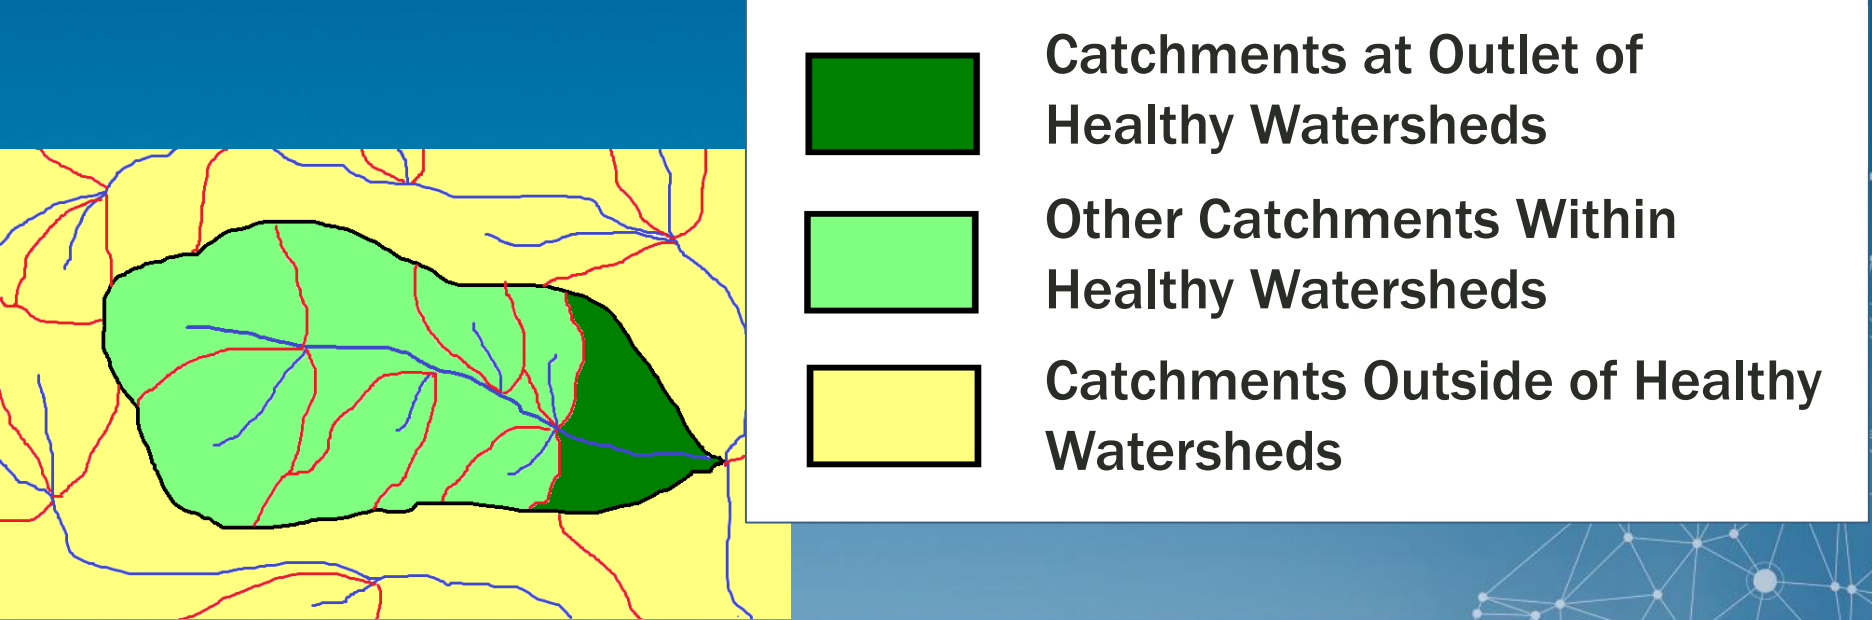 Catchments at Outlet of
Healthy Watersheds
Other Catchments Within
Healthy Watersheds
Catchments Outside of Healthy
Watersheds